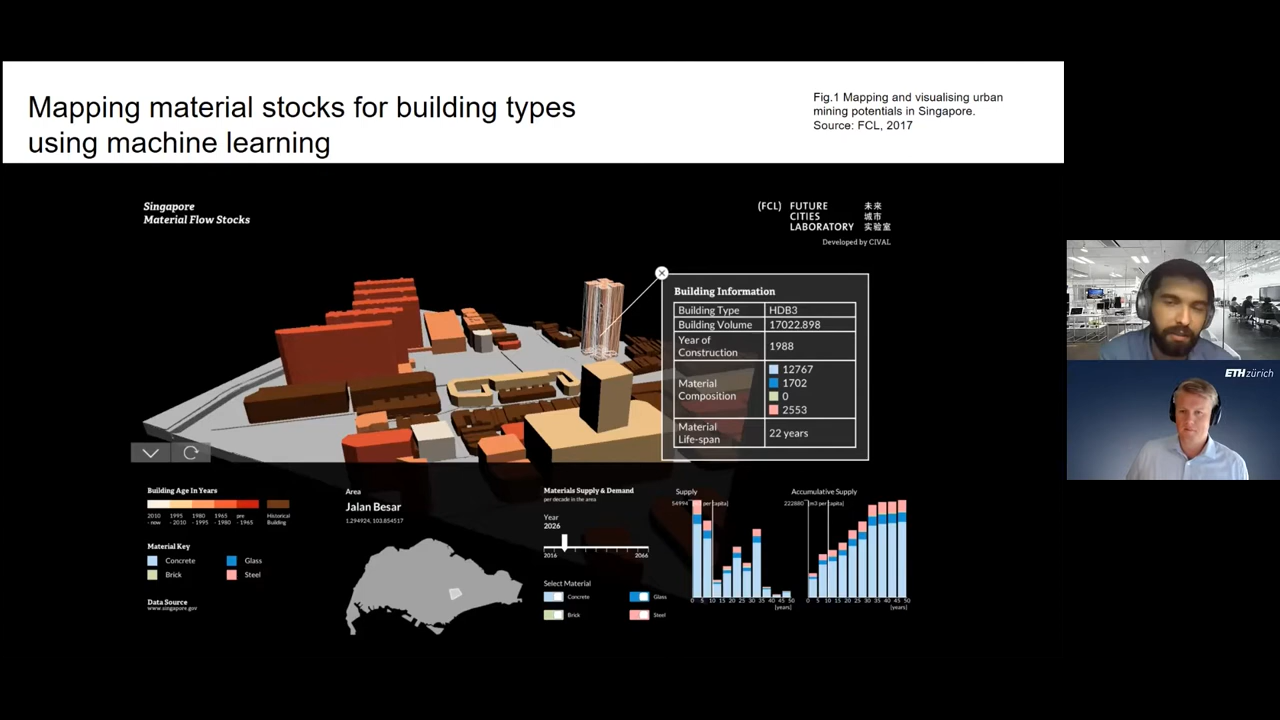 Mapping material stocks for building types
using machine learning
Fig.1 Mapping and visualising urban
mining potentials in Singapore.
Source: FCL, 2017
Singapore
Material Flow Stocks
(FCL) FUTURE 未来
CITIES 城市
LABORATORY 实验室
Developed by CIVAL
Building Information
Building Type HDB3
Building Volume 17022.898
Year of
Construction 1988
Material
Composition
12767
1702
0
2553
Material
Life-span 22 years
ETH zürich
Building Age In Years
2010 - now
1995 - 2010
1980 - 1995
1965 - 1980
pre - 1965
Historical Building
Material Key
Concrete Glass
Brick Steel
Data Source
www.singapore.gov
Area
Jalan Besar
1.294924, 103.854517
Materials Supply & Demand
per decade in the area
Year
2026
2016 2066
Select Material
Concrete Glass
Brick Steel
Supply
54994 [m3 per capita]
0 5 10 15 20 25 30 35 40 45 50
[years]
Accumulative Supply
222880 [m3 per capita]
0 5 10 15 20 25 30 35 40 45 50
[years]